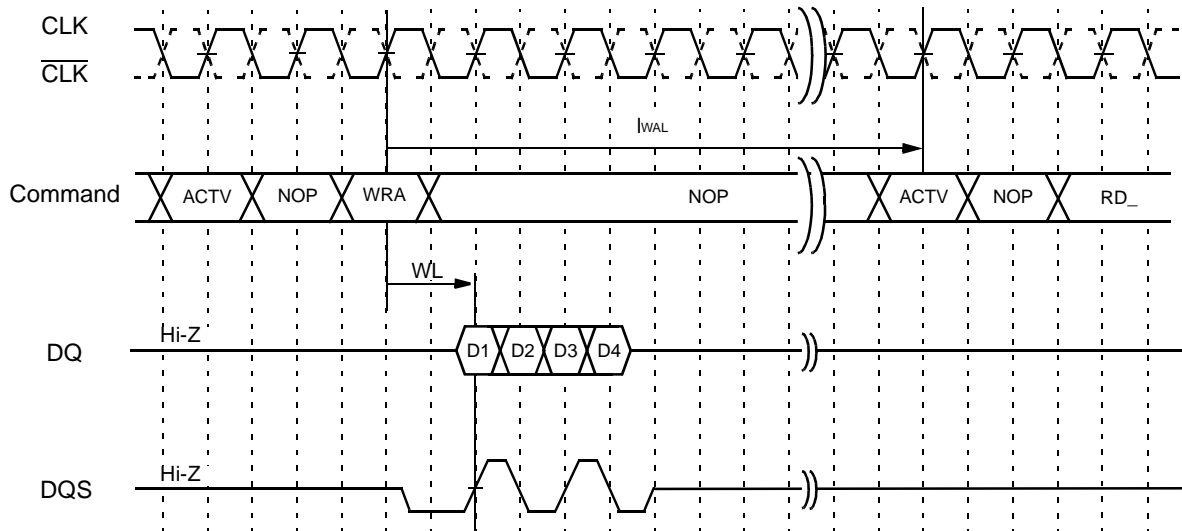 CLK
CLK
IWAL
Command
ACTV NOP WRA NOP ACTV NOP RD_
WL
Hi-Z
DQ
D1 D2 D3 D4
Hi-Z
DQS